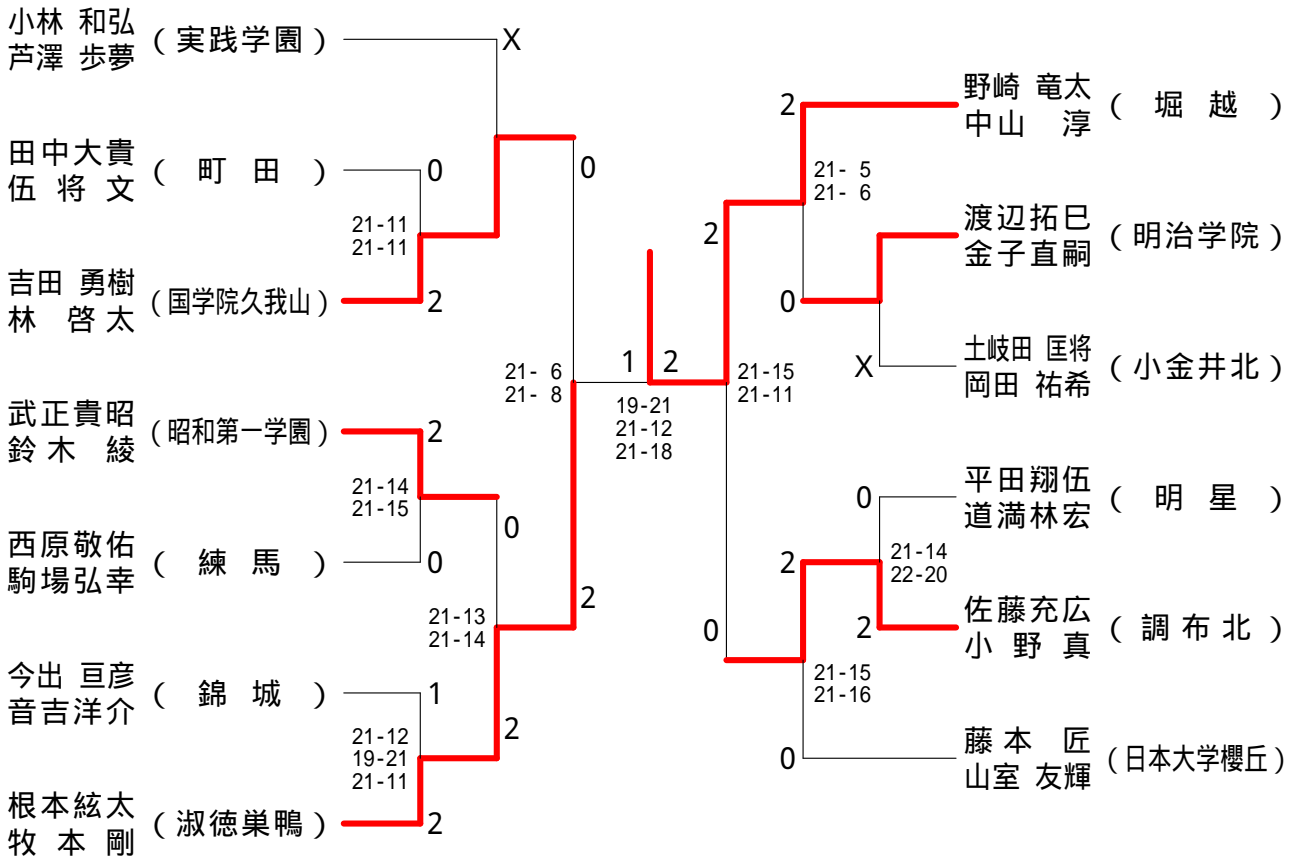 小林 和弘
芦澤 歩夢
(実践学園)
X
田中大貴
伍 将 文
(町田)
0
21-11
21-11
吉田 勇樹
林 啓太
(国学院久我山)
2
0
武正貴昭
鈴木 綾
(昭和第一学園)
2
21-14
21-15
西原敬佑
駒場弘幸
(練馬)
0
0
21-13
21-14
今出 亘彦
音吉洋介
(錦城)
1
21-12
19-21
21-11
根本紘太
牧本 剛
(淑徳巣鴨)
2
2
2
21- 6
21- 8
1
2
19-21
21-12
21-18
野崎 竜太
中山 淳
(堀越)
2
21- 5
21- 6
渡辺拓巳
金子直嗣
(明治学院)
0
土岐田 匡将
岡田 祐希
(小金井北)
X
2
21-15
21-11
平田翔伍
道満林宏
(明星)
0
21-14
22-20
佐藤充広
小野 真
(調布北)
2
2
0
21-15
21-16
藤本 匠
山室 友輝
(日本大学櫻丘)
0